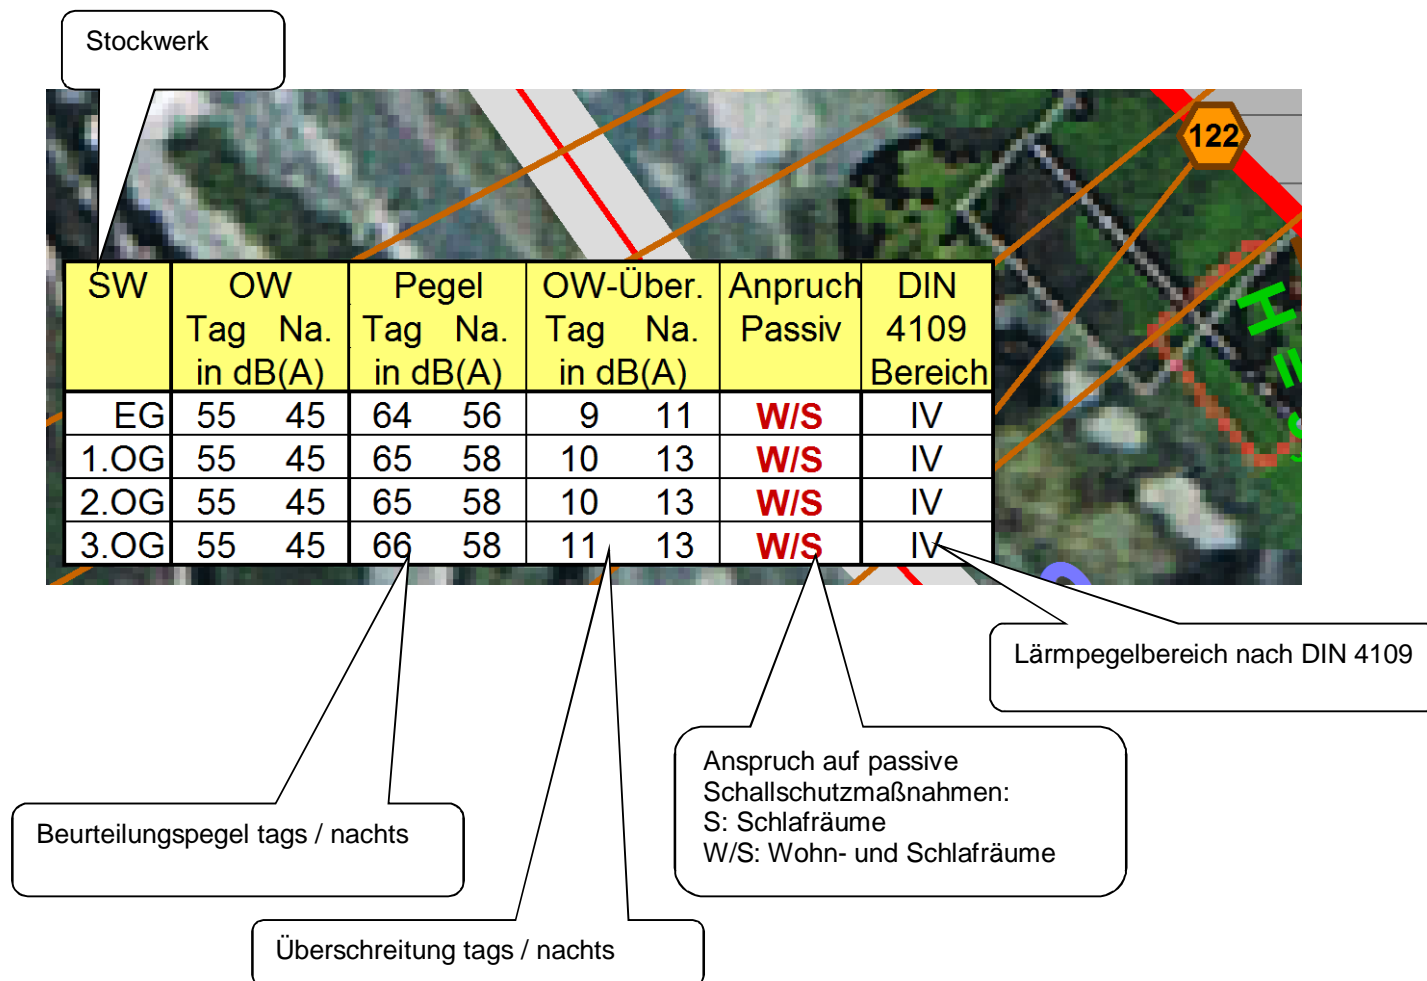 Stockwerk
122
SW OW Pegel OW-Über. Anpruch DIN
Tag Na. Tag Na. Tag Na. Passiv 4109
in dB(A) in dB(A) in dB(A) Bereich
EG 55 45 64 56 9 11 W/S IV
1.OG 55 45 65 58 10 13 W/S IV
2.OG 55 45 65 58 10 13 W/S IV
3.OG 55 45 66 58 11 13 W/S IV
Lärmpegelbereich nach DIN 4109
Anspruch auf passive
Schallschutzmaßnahmen:
S: Schlafräume
W/S: Wohn- und Schlafräume
Beurteilungspegel tags / nachts
Überschreitung tags / nachts